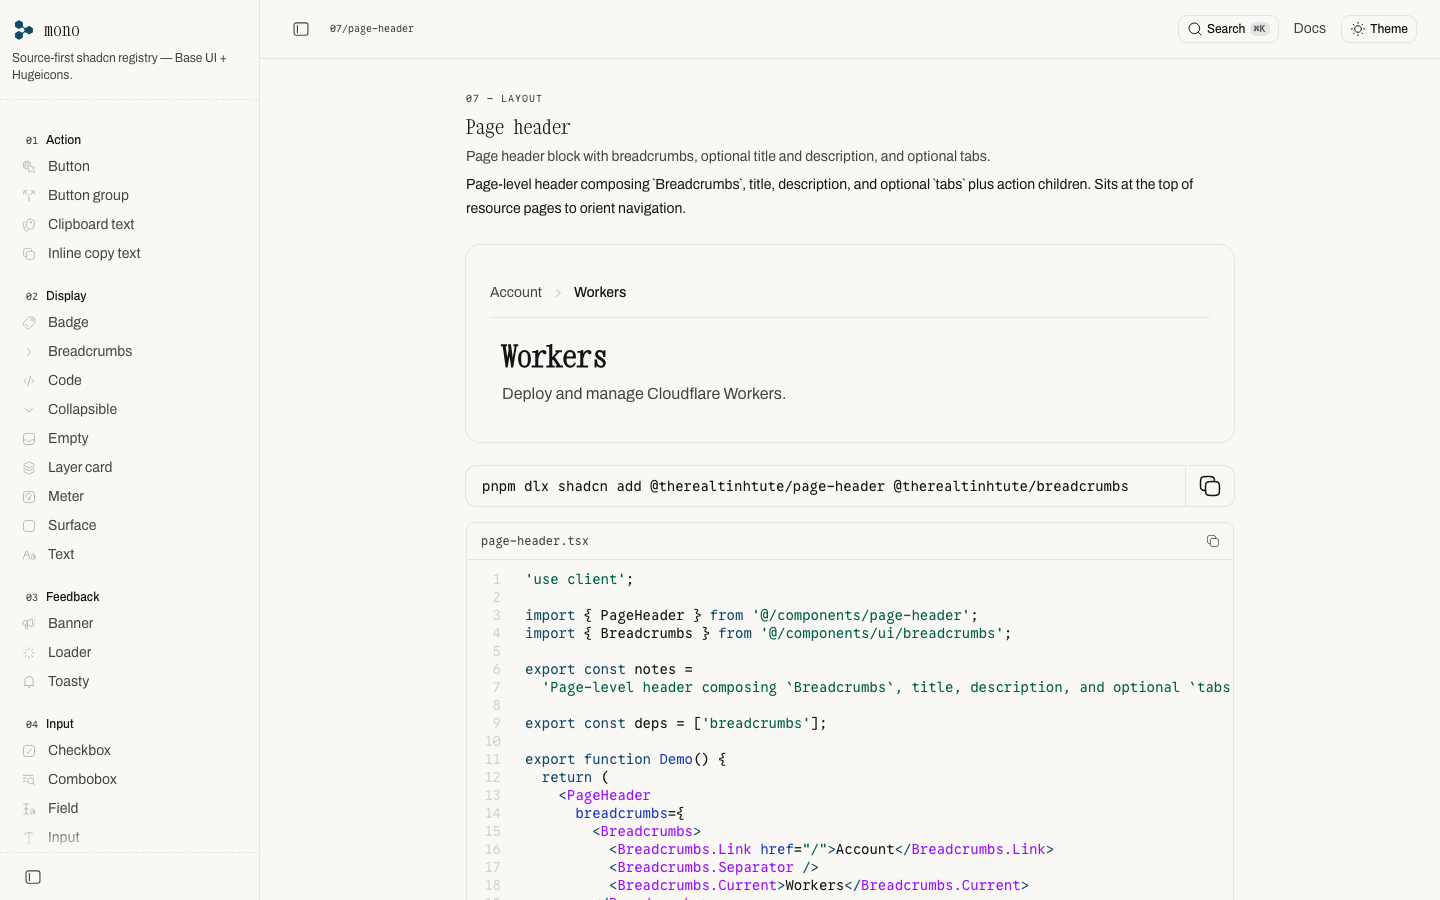 mono
Source-first shadcn registry — Base UI +
Hugeicons.
01 Action
Button
Button group
Clipboard text
Inline copy text
02 Display
Badge
Breadcrumbs
Code
Collapsible
Empty
Layer card
Meter
Surface
Text
03 Feedback
Banner
Loader
Toasty
04 Input
Checkbox
Combobox
Field
Input
07/page-header
Search ⌘K
Docs
Theme
07 — LAYOUT
Page header
Page header block with breadcrumbs, optional title and description, and optional tabs.
Page-level header composing `Breadcrumbs`, title, description, and optional `tabs` plus action children. Sits at the top of
resource pages to orient navigation.
Account > Workers
Workers
Deploy and manage Cloudflare Workers.
pnpm dlx shadcn add @therealtinhtute/page-header @therealtinhtute/breadcrumbs
page-header.tsx
1 'use client';
2
3 import { PageHeader } from '@/components/page-header';
4 import { Breadcrumbs } from '@/components/ui/breadcrumbs';
5
6 export const notes =
7 'Page-level header composing `Breadcrumbs`, title, description, and optional `tabs
8
9 export const deps = ['breadcrumbs'];
10
11 export function Demo() {
12 return (
13 <PageHeader
14 breadcrumbs={
15 <Breadcrumbs>
16 <Breadcrumbs.Link href="/">Account</Breadcrumbs.Link>
17 <Breadcrumbs.Separator />
18 <Breadcrumbs.Current>Workers</Breadcrumbs.Current>